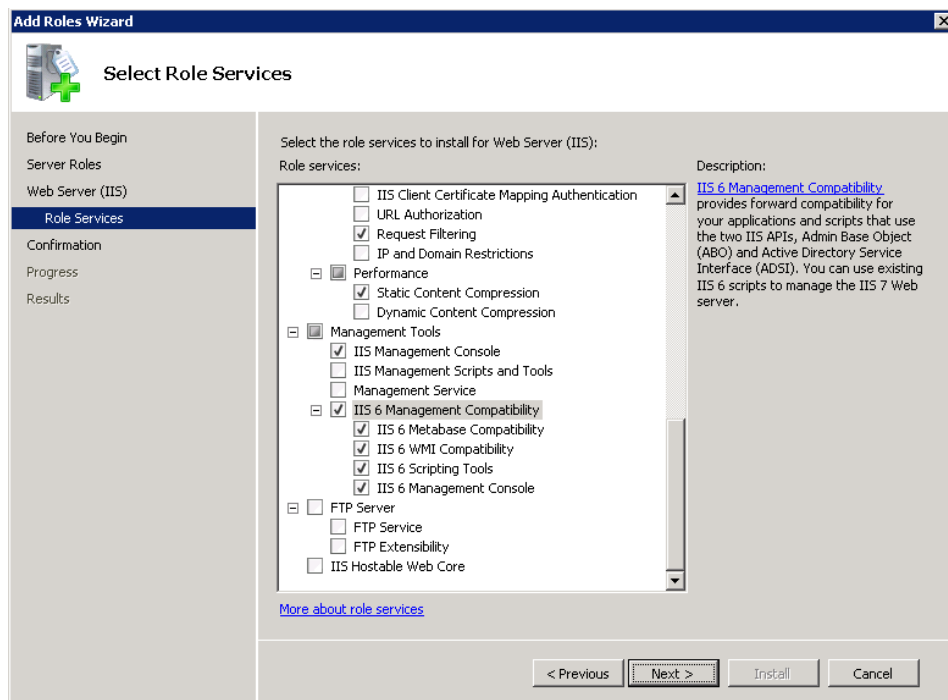 Add Roles Wizard
Select Role Services
Before You Begin
Server Roles
Web Server (IIS)
Role Services
Confirmation
Progress
Results
Select the role services to install for Web Server (IIS):
Role services:
IIS Client Certificate Mapping Authentication
URL Authorization
Request Filtering
IP and Domain Restrictions
Performance
Static Content Compression
Dynamic Content Compression
Management Tools
IIS Management Console
IIS Management Scripts and Tools
Management Service
IIS 6 Management Compatibility
IIS 6 Metabase Compatibility
IIS 6 WMI Compatibility
IIS 6 Scripting Tools
IIS 6 Management Console
FTP Server
FTP Service
FTP Extensibility
IIS Hostable Web Core
More about role services
Description:
IIS 6 Management Compatibility
provides forward compatibility for
your applications and scripts that use
the two IIS APIs, Admin Base Object
(ABO) and Active Directory Service
Interface (ADSI). You can use existing
IIS 6 scripts to manage the IIS 7 Web
server.
< Previous
Next >
Install
Cancel